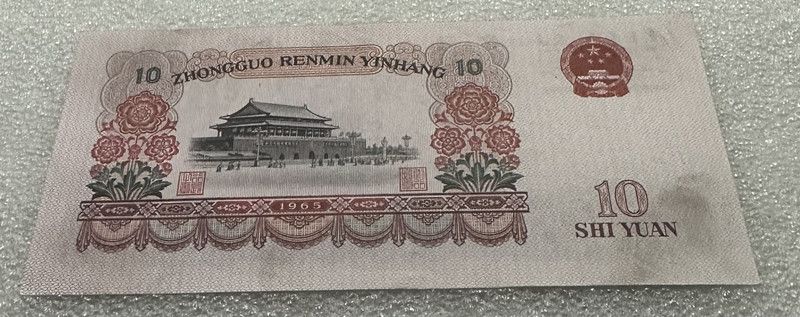 10 ZHONGGUO RENMIN YINHANG 10
1965
10
SHI YUAN